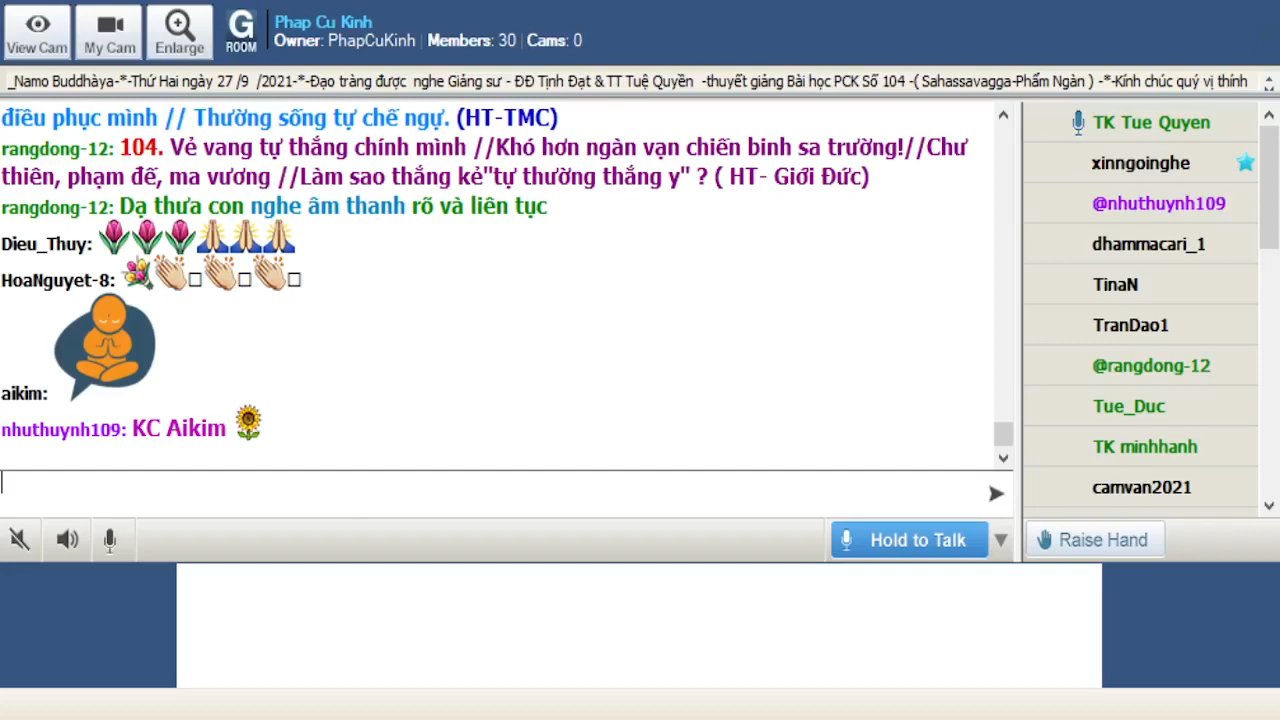 View Cam
My Cam
Enlarge
G
ROOM
Phap Cu Kinh
Owner: PhapCuKinh | Members: 30 | Cams: 0
_Namo Buddhàya-*-Thứ Hai ngày 27 /9 /2021-*-Đạo tràng được nghe Giảng sư - ĐĐ Tịnh Đạt & TT Tuệ Quyền -thuyết giảng Bài học PCK Số 104 -( Sahassavagga-Phẩm Ngàn ) -*-Kính chúc quý vị thính
điều phục mình // Thường sống tự chế ngự. (HT-TMC)
rangdong-12: 104. Vẻ vang tự thắng chính mình //Khó hơn ngàn vạn chiến binh sa trường!//Chư
thiên, phạm đế, ma vương //Làm sao thắng kẻ"tự thường thắng y" ? ( HT- Giới Đức)
rangdong-12: Dạ thưa con nghe âm thanh rõ và liên tục
Dieu_Thuy:
HoaNguyet-8:
aikim:
nhuthuynh109: KC Aikim
TK Tue Quyen
xinngoinghe
@nhuthuynh109
dhammacari_1
TinaN
TranDao1
@rangdong-12
Tue_Duc
TK minhhanh
camvan2021
Hold to Talk
Raise Hand